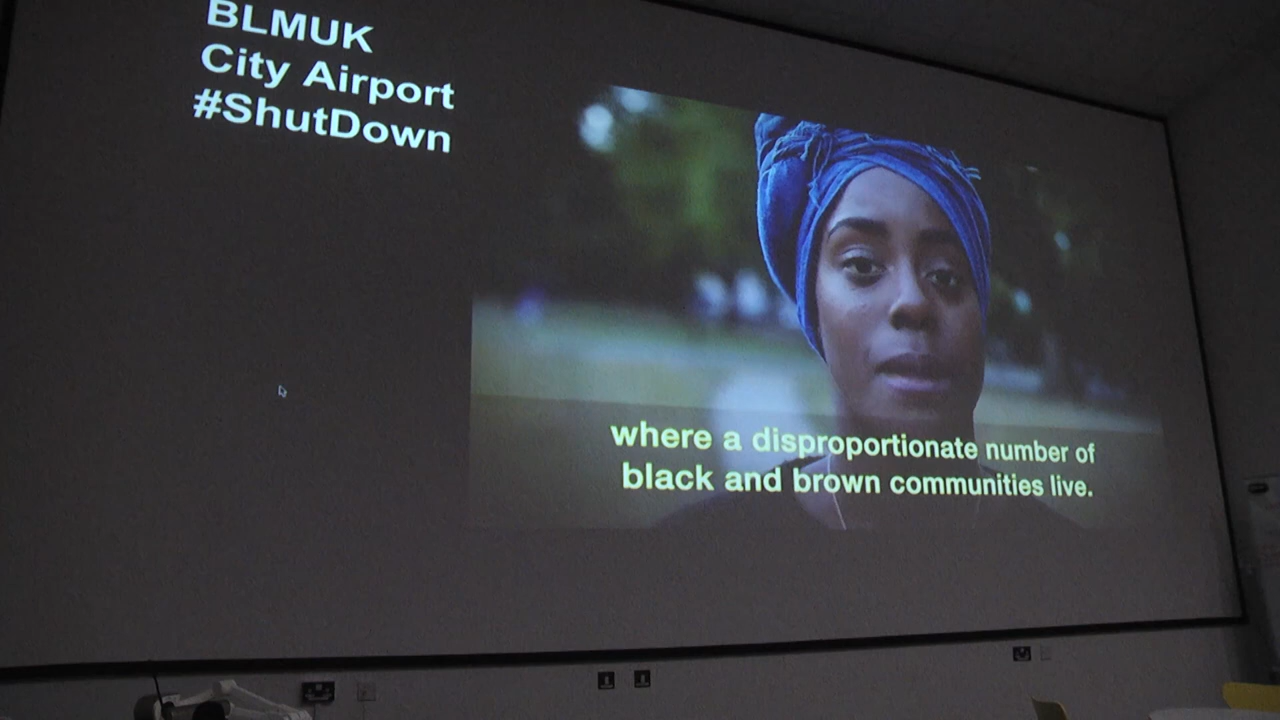 BLMUK
City Airport
#ShutDown
where a disproportionate number of
black and brown communities live.